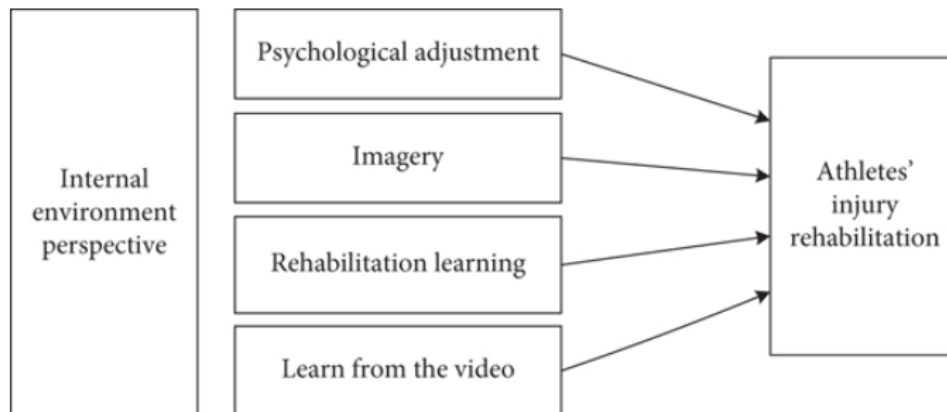 Internal
environment
perspective
Psychological adjustment
Imagery
Rehabilitation learning
Learn from the video
Athletes’
injury
rehabilitation